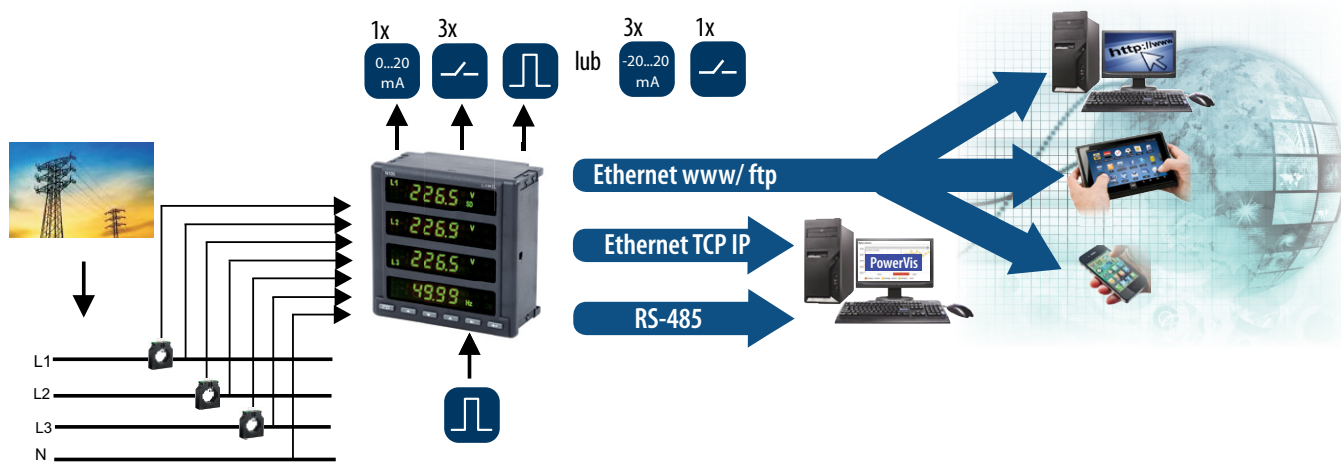 1x
3x
3x
1x
0...20
mA
lub
-20...20
mA
L1
226.5 V
SD
L2
226.9 V
L3
226.5 V
49.99 Hz
Ethernet www/ ftp
Ethernet TCP IP
RS-485
http://www.
PowerVis
L1
L2
L3
N